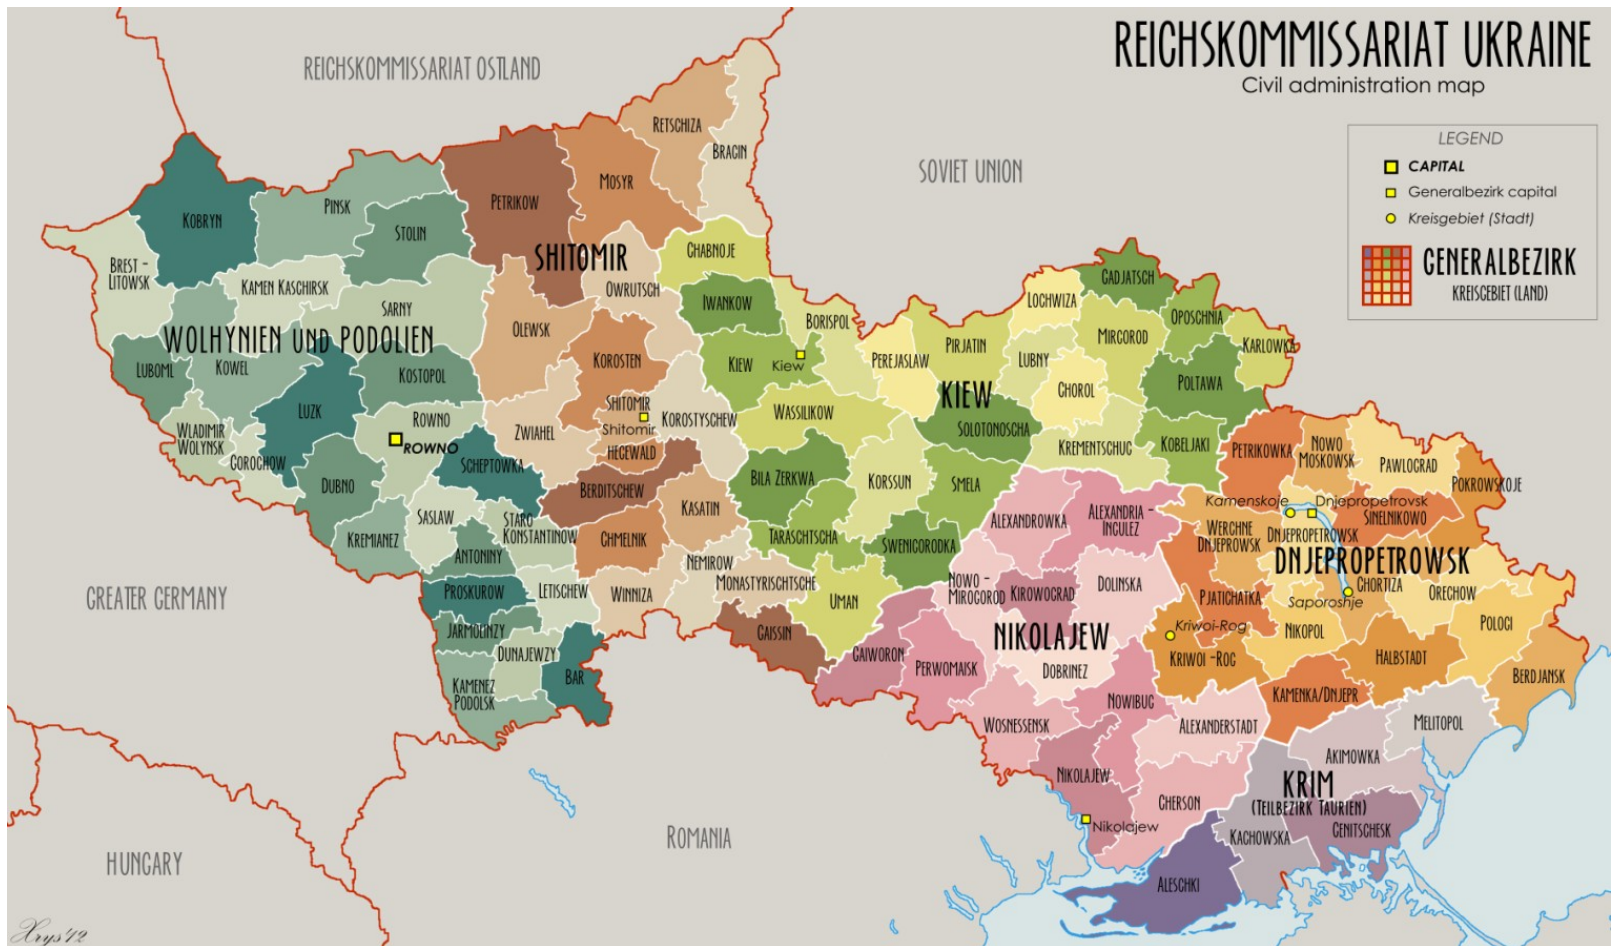 REICHSKOMMISSARIAT UKRAINE
Civil administration map
LEGEND
CAPITAL
Generalbezirk capital
Kreisgebiet (Stadt)
GENERALBEZIRK
KREISGEBIET (LAND)
REICHSKOMMISSARIAT OSTLAND
SOVIET UNION
GREATER GERMANY
HUNGARY
ROMANIA
WOLHYNIEN UND PODOLIEN
KOBRYN
PINSK
STOLIN
BREST -
LITOWSK
KAMEN KASCHIRSK
SARNY
LUBOML
KOWEL
KOSTOPOL
LUZK
WLADIMIR
WOLYNSK
GOROCHOW
ROWNO
ROWNO
SCHEPTOWKA
DUBNO
KREMIANEZ
SASLAW
STARO
KONSTANTINOW
ANTONINY
PROSKUROW
LETISCHEW
JARMOLINZY
DUNAJEWZY
KAMENEZ
PODOLSK
BAR
SHITOMIR
PETRIKOW
MOSYR
RETSCHIZA
BRAGIN
OWRUTSCH
OLEWSK
KOROSTEN
SHITOMIR
Shitomir
KOROSTYSCHEW
ZWIAHEL
HEGEWALD
BERDITSCHEW
KASATIN
CHMELNIK
NEMIROW
WINNIZA
MONASTYRISCHTSCHE
GAISSIN
KIEW
CHABNOJE
IWANKOW
BORISPOL
KIEW
Kiew
PEREJASLAW
PIRJATIN
LOCHWIZA
GADJATSCH
LUBNY
MIRGOROD
OPOSCHNIA
KARLOWKA
CHOROL
POLTAWA
WASSILIKOW
SOLOTONOSCHA
KREMENTSCHUG
KOBELJAKI
BILA ZERKWA
KORSSUN
SMELA
TARASCHTSCHA
SWENIGORODKA
UMAN
NIKOLAJEW
ALEXANDROWKA
ALEXANDRIA -
INGULEZ
NOWO -
MIROGOROD
KIROWOGRAD
DOLINSKA
GAIWORON
PERWOMAISK
DOBRINEZ
NOWIBUG
WOSNESSENSK
ALEXANDERSTADT
NIKOLAJEW
Nikolajew
CHERSON
DNJEPROPETROWSK
PETRIKOWKA
NOWO
MOSKOWSK
PAWLOGRAD
POKROWSKOJE
Kamenskoje
Dnjepropetrovsk
SINELNIKOWO
WERCHNE
DNJEPROWSK
DNJEPROPETROWSK
CHORTIZA
Saporoshje
ORECHOW
PJATICHATKA
Kriwoi-Rog
KRIWOI -ROG
NIKOPOL
POLOGI
HALBSTADT
BERDJANSK
KAMENKA/DNJEPR
KRIM
(TEILBEZIRK TAURIEN)
MELITOPOL
AKIMOWKA
KACHOWSKA
GENITSCHESK
ALESCHKI
Xrys'12